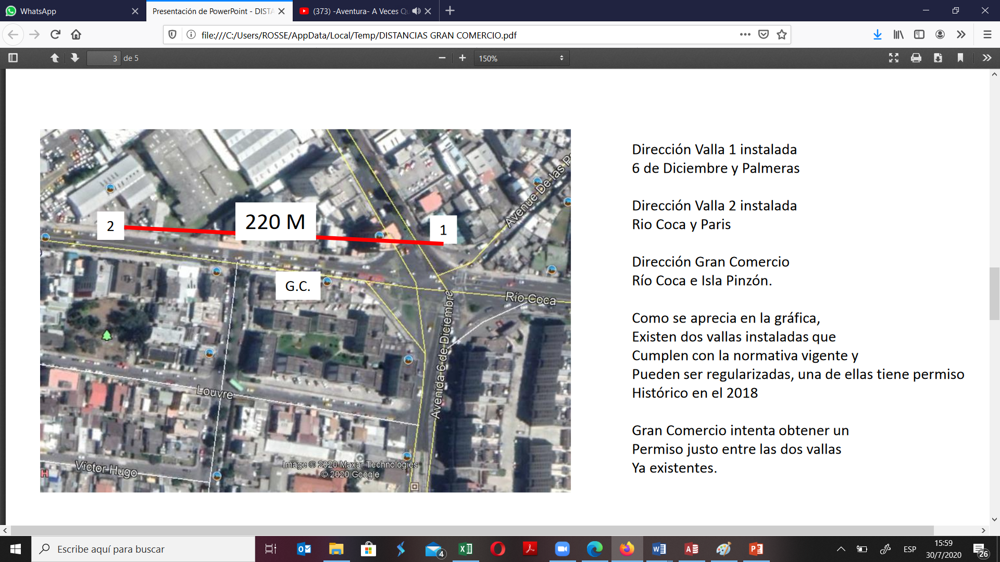 WhatsApp
Presentación de PowerPoint - DISTA
(373) -Aventura- A Veces Qu
file:///C:/Users/ROSSE/AppData/Local/Temp/DISTANCIAS GRAN COMERCIO.pdf
3 de 5
150%
2
220 M
1
G.C.
Avenue De las P
Río Coca
Avenida 6 de Diciembre
Louvre
Víctor Hugo
H
Image © 2020 Maxar Technologies
© 2020 Google
Dirección Valla 1 instalada
6 de Diciembre y Palmeras
Dirección Valla 2 instalada
Rio Coca y Paris
Dirección Gran Comercio
Río Coca e Isla Pinzón.
Como se aprecia en la gráfica,
Existen dos vallas instaladas que
Cumplen con la normativa vigente y
Pueden ser regularizadas, una de ellas tiene permiso
Histórico en el 2018
Gran Comercio intenta obtener un
Permiso justo entre las dos vallas
Ya existentes.
Escribe aquí para buscar
4
ESP
15:59
30/7/2020
26